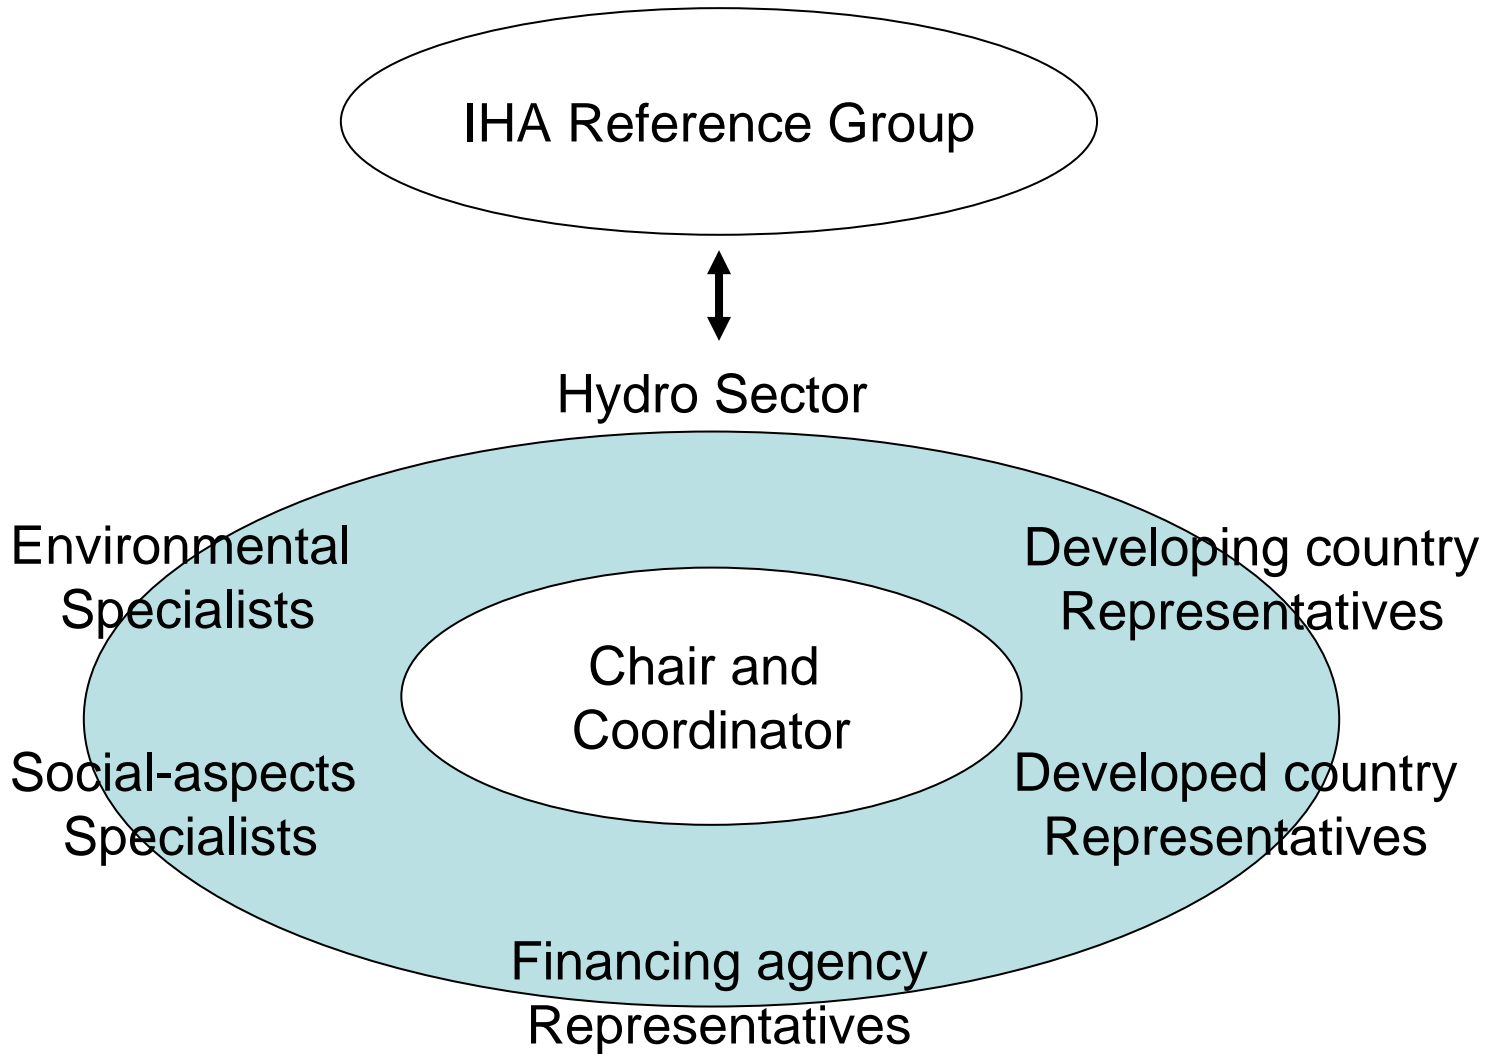 IHA Reference Group
Hydro Sector
Environmental
Specialists
Developing country
Representatives
Chair and
Coordinator
Social-aspects
Specialists
Developed country
Representatives
Financing agency
Representatives